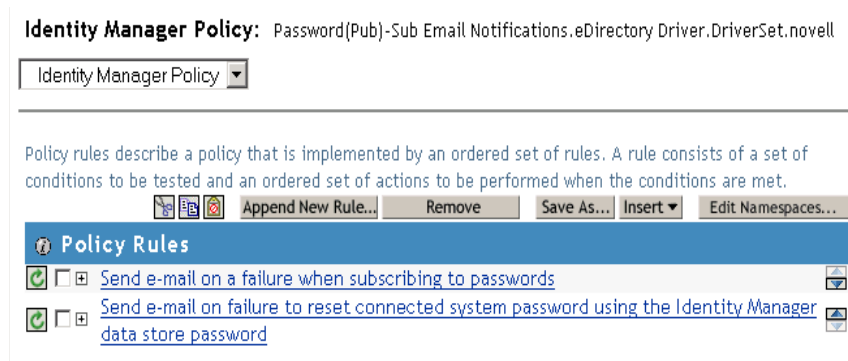 Identity Manager Policy: Password(Pub)-Sub Email Notifications.eDirectory Driver.DriverSet.novell
Identity Manager Policy
Policy rules describe a policy that is implemented by an ordered set of rules. A rule consists of a set of
conditions to be tested and an ordered set of actions to be performed when the conditions are met.
Append New Rule... Remove Save As... Insert Edit Namespaces...
Policy Rules
Send e-mail on a failure when subscribing to passwords
Send e-mail on failure to reset connected system password using the Identity Manager
data store password